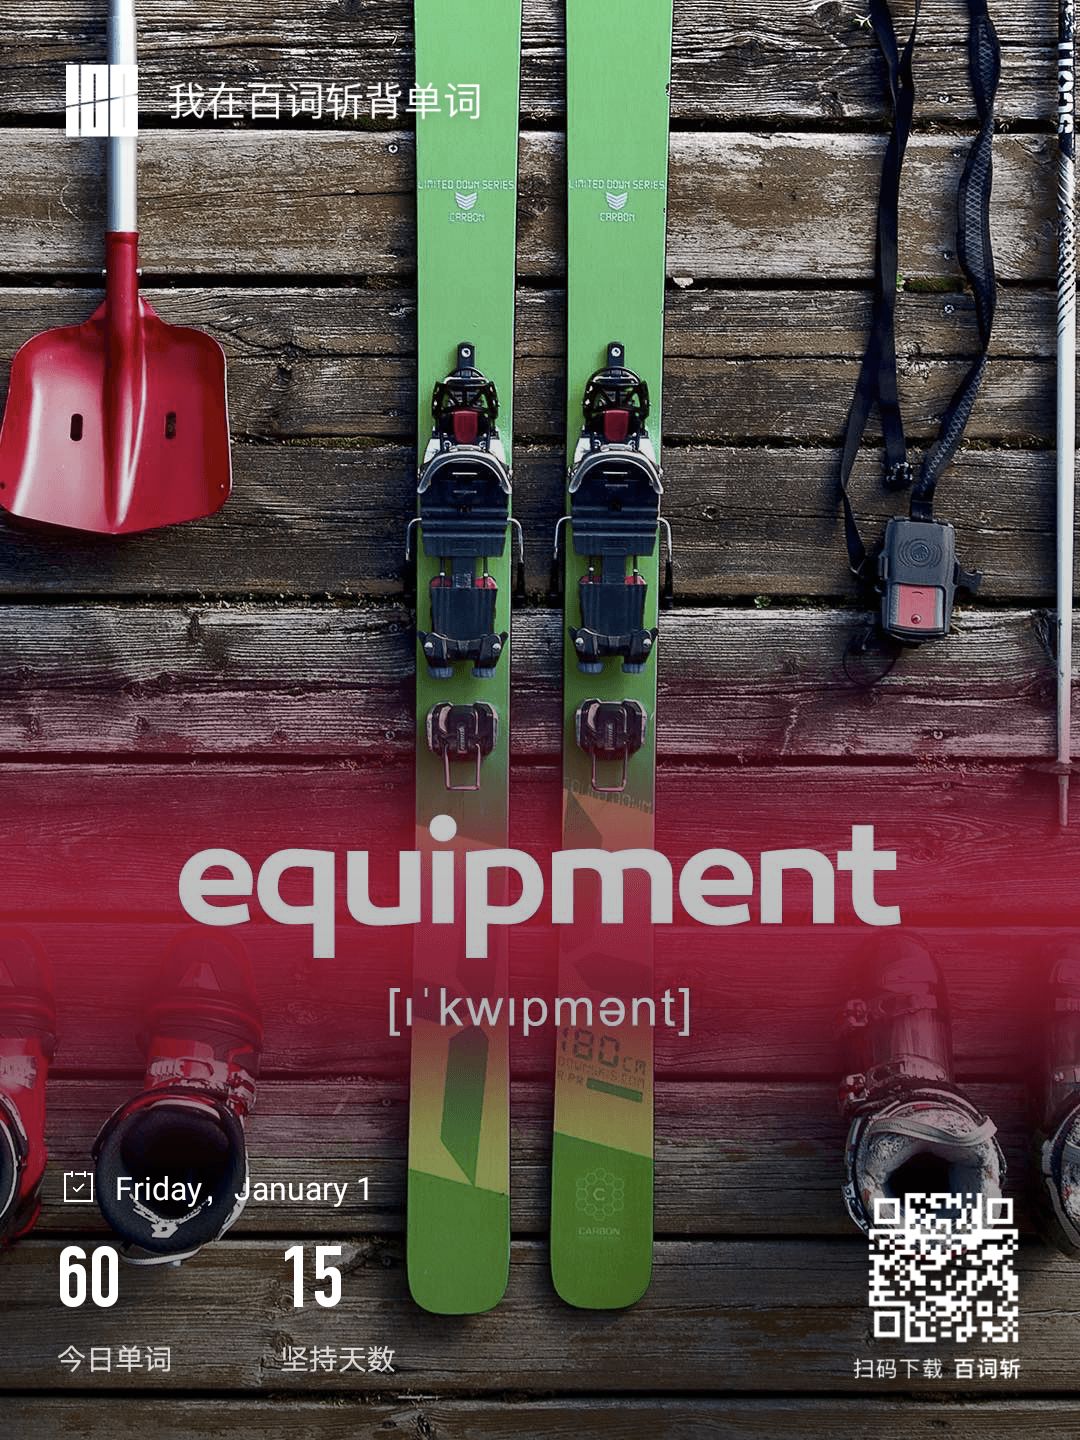 我在百词斩背单词
LIMITED DOWN SERIES
CARBON
LIMITED DOWN SERIES
CARBON
equipment
[ɪˈkwɪpmənt]
180CM
Friday, January 1
C
CARBON
60
15
今日单词
坚持天数
扫码下载 百词斩